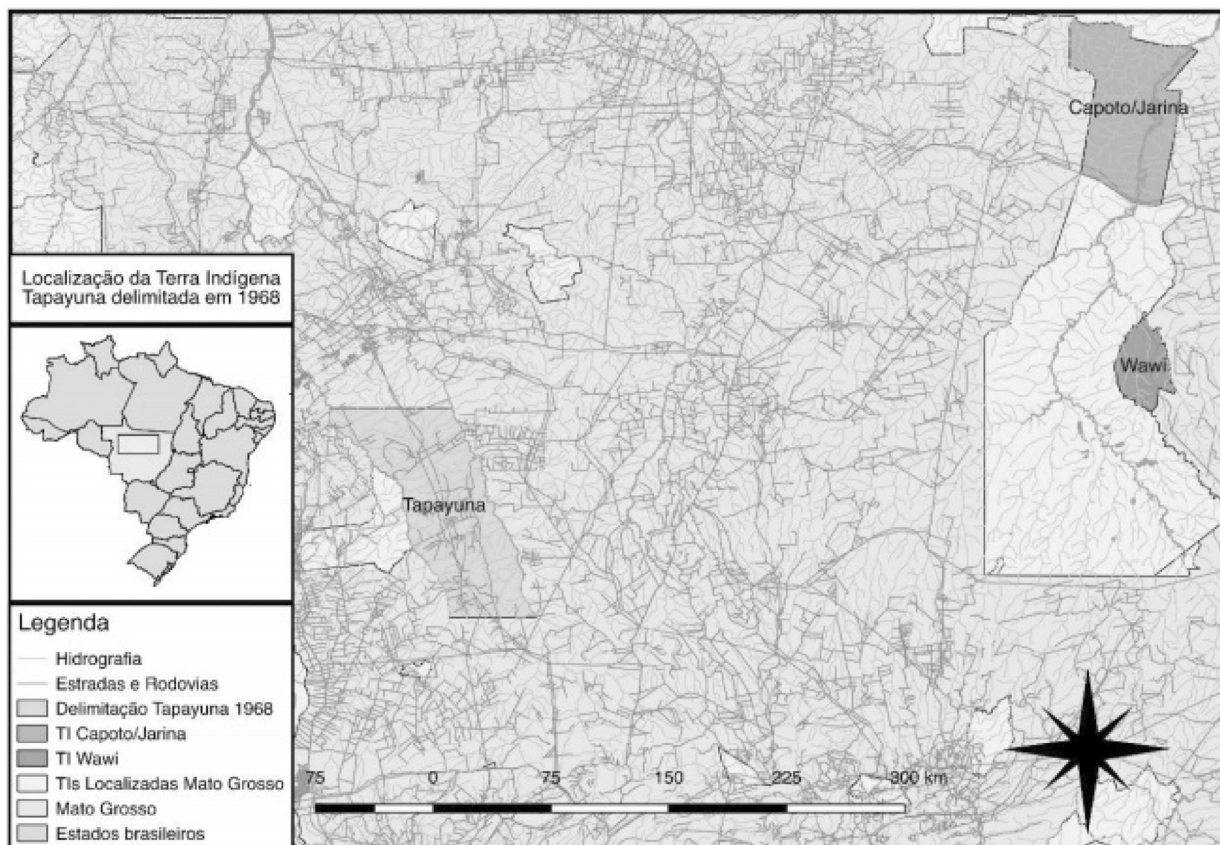 Capoto/Jarina
Localização da Terra Indígena
Tapayuna delimitada em 1968
Wawi
Tapayuna
Legenda
Hidrografia
Estradas e Rodovias
Delimitação Tapayuna 1968
TI Capoto/Jarina
TI Wawi
TIs Localizadas Mato Grosso
Mato Grosso
Estados brasileiros
75 0 75 150 225 300 km